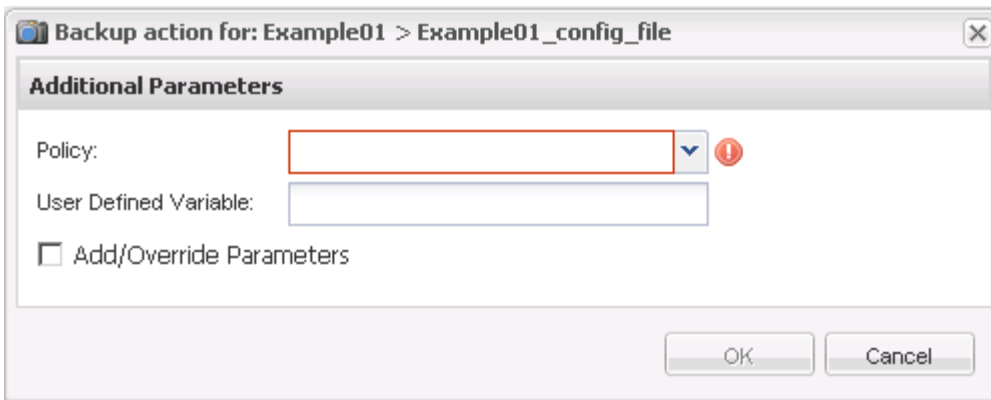 Backup action for: Example01 > Example01_config_file
Additional Parameters
Policy:
User Defined Variable:
Add/Override Parameters
OK
Cancel